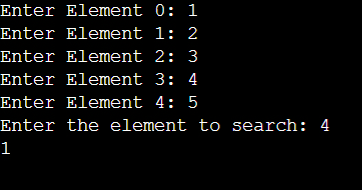 Enter Element 0: 1
Enter Element 1: 2
Enter Element 2: 3
Enter Element 3: 4
Enter Element 4: 5
Enter the element to search: 4
1